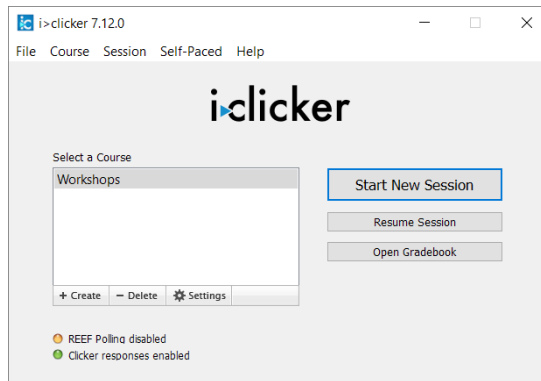 i>clicker 7.12.0
File Course Session Self-Paced Help
i>clicker
Select a Course
Workshops
Start New Session
Resume Session
Open Gradebook
+ Create − Delete Settings
REEF Polling disabled
Clicker responses enabled